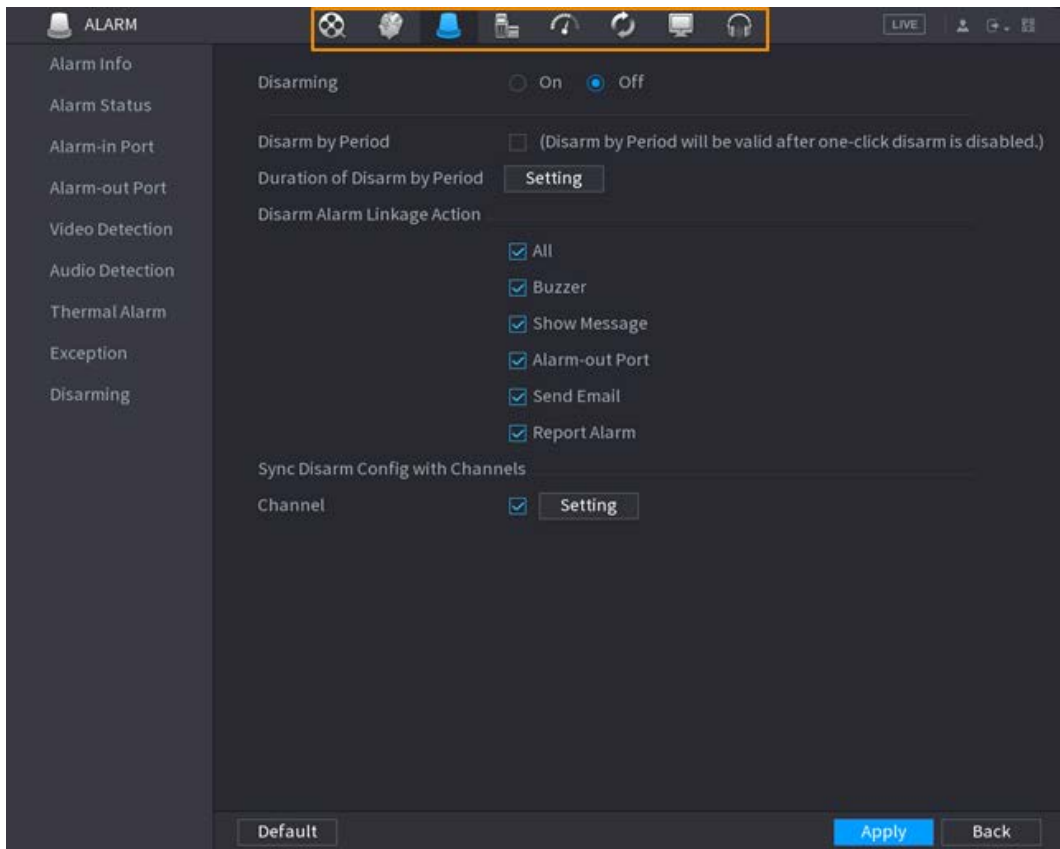 ALARM
LIVE
Alarm Info
Alarm Status
Alarm-in Port
Alarm-out Port
Video Detection
Audio Detection
Thermal Alarm
Exception
Disarming
Disarming On Off
Disarm by Period (Disarm by Period will be valid after one-click disarm is disabled.)
Duration of Disarm by Period Setting
Disarm Alarm Linkage Action
All
Buzzer
Show Message
Alarm-out Port
Send Email
Report Alarm
Sync Disarm Config with Channels
Channel Setting
Default Apply Back